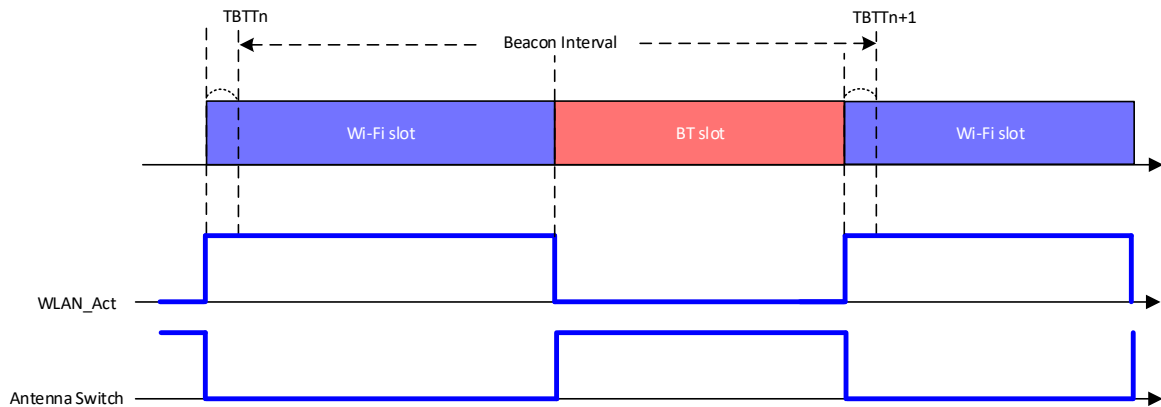 TBTTn
TBTTn+1
Beacon Interval
Wi-Fi slot
BT slot
Wi-Fi slot
WLAN_Act
Antenna Switch